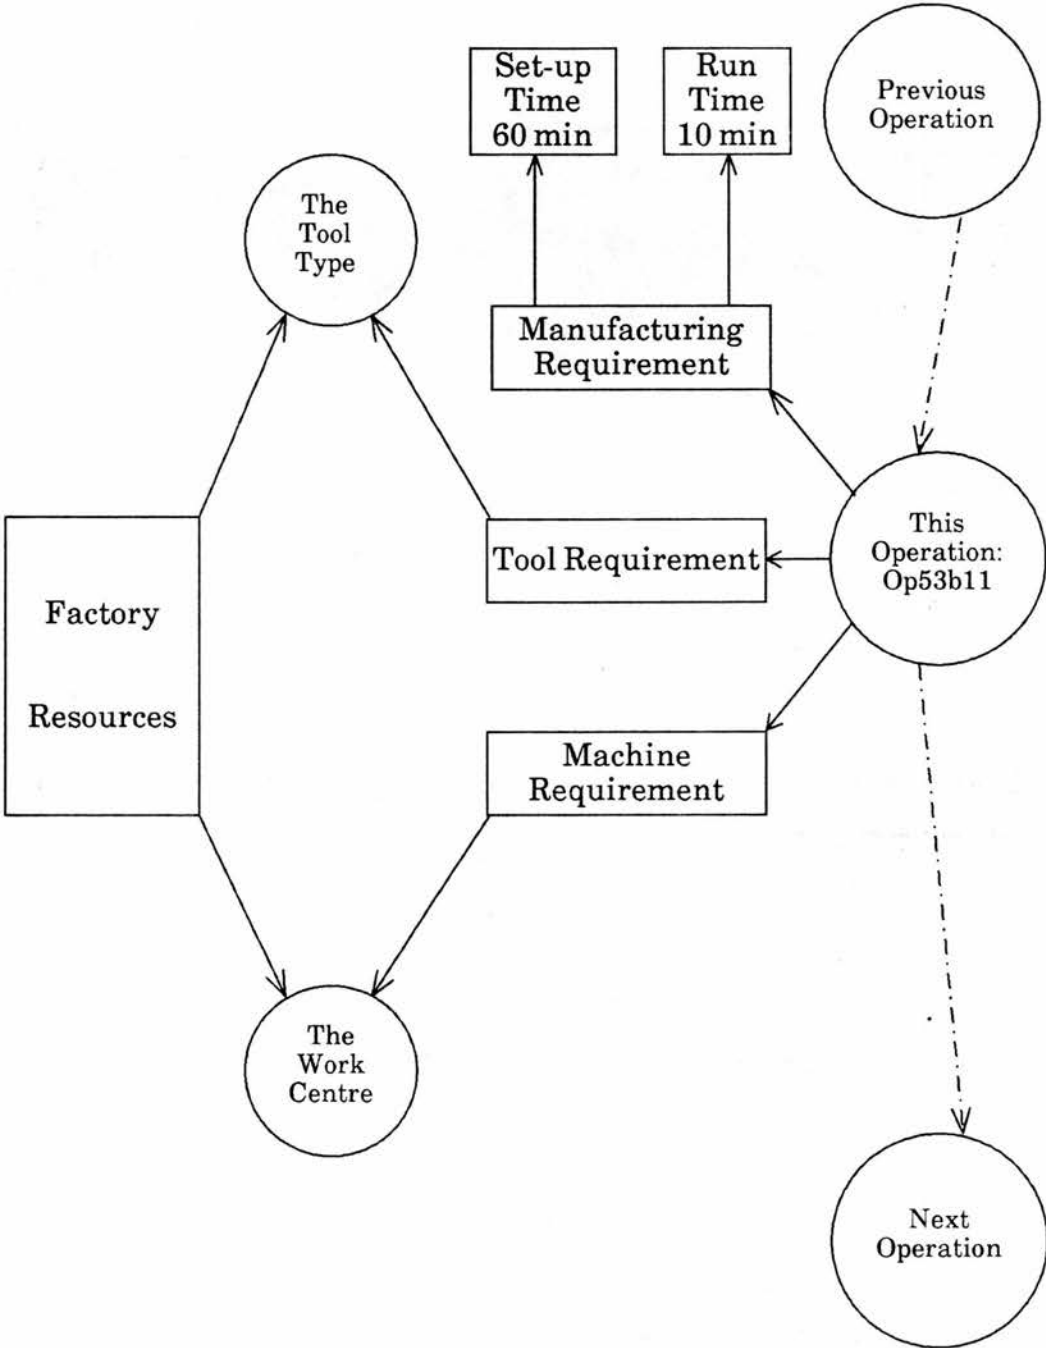 Set-up
Time
60 min
Run
Time
10 min
Previous
Operation
The
Tool
Type
Manufacturing
Requirement
This
Operation:
Op53b11
Tool Requirement
Factory
Resources
Machine
Requirement
The
Work
Centre
Next
Operation